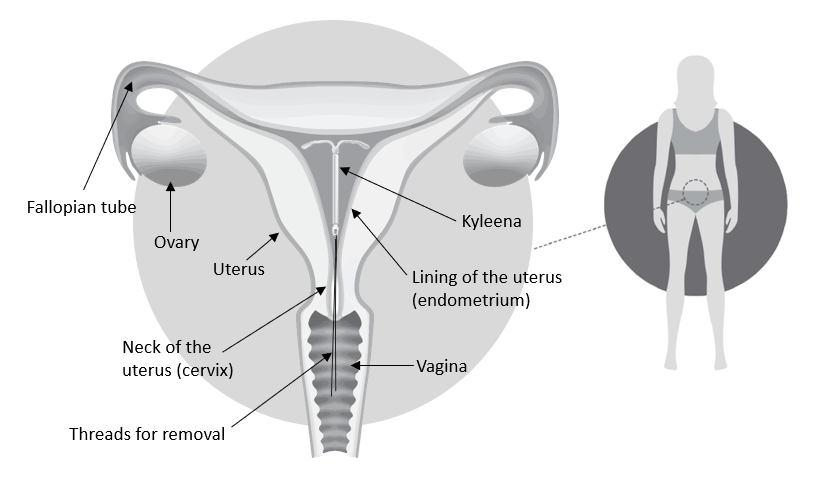 Fallopian tube
Ovary
Uterus
Kyleena
Lining of the uterus
(endometrium)
Neck of the
uterus (cervix)
Vagina
Threads for removal